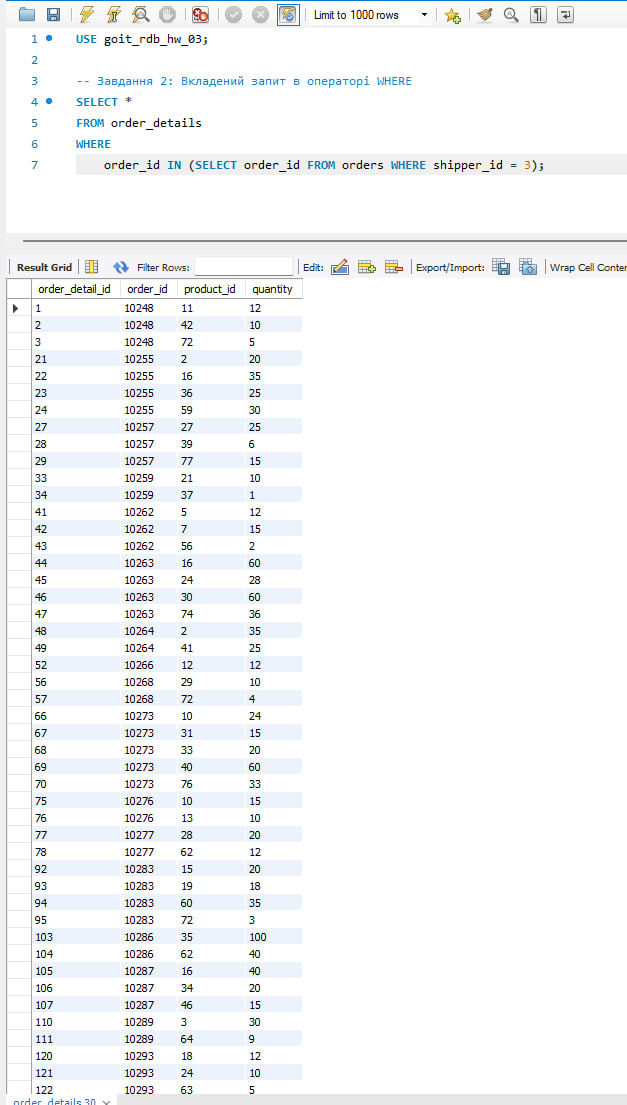 Limit to 1000 rows
1 USE goit_rdb_hw_03;
2
3 -- Завдання 2: Вкладений запит в операторі WHERE
4 SELECT *
5 FROM order_details
6 WHERE
7 order_id IN (SELECT order_id FROM orders WHERE shipper_id = 3);
Result Grid Filter Rows: Edit: Export/Import: Wrap Cell Conter
order_detail_id order_id product_id quantity
1 10248 11 12
2 10248 42 10
3 10248 72 5
21 10255 2 20
22 10255 16 35
23 10255 36 25
24 10255 59 30
27 10257 27 25
28 10257 39 6
29 10257 77 15
33 10259 21 10
34 10259 37 1
41 10262 5 12
42 10262 7 15
43 10262 56 2
44 10263 16 60
45 10263 24 28
46 10263 30 60
47 10263 74 36
48 10264 2 35
49 10264 41 25
52 10266 12 12
56 10268 29 10
57 10268 72 4
66 10273 10 24
67 10273 31 15
68 10273 33 20
69 10273 40 60
70 10273 76 33
75 10276 10 15
76 10276 13 10
77 10277 28 20
78 10277 62 12
92 10283 15 20
93 10283 19 18
94 10283 60 35
95 10283 72 3
103 10286 35 100
104 10286 62 40
105 10287 16 40
106 10287 34 20
107 10287 46 15
110 10289 3 30
111 10289 64 9
120 10293 18 12
121 10293 24 10
122 10293 63 5
order_details 30